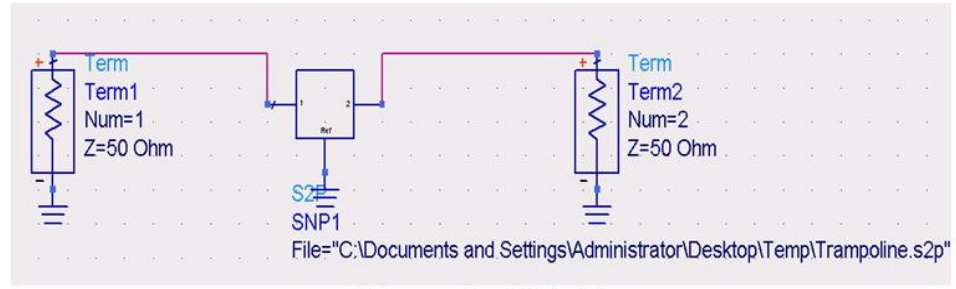 Term
Term1
Num=1
Z=50 Ohm
1
2
Ref
S2P
SNP1
File="C:\Documents and Settings\Administrator\Desktop\Temp\Trampoline.s2p"
Term
Term2
Num=2
Z=50 Ohm